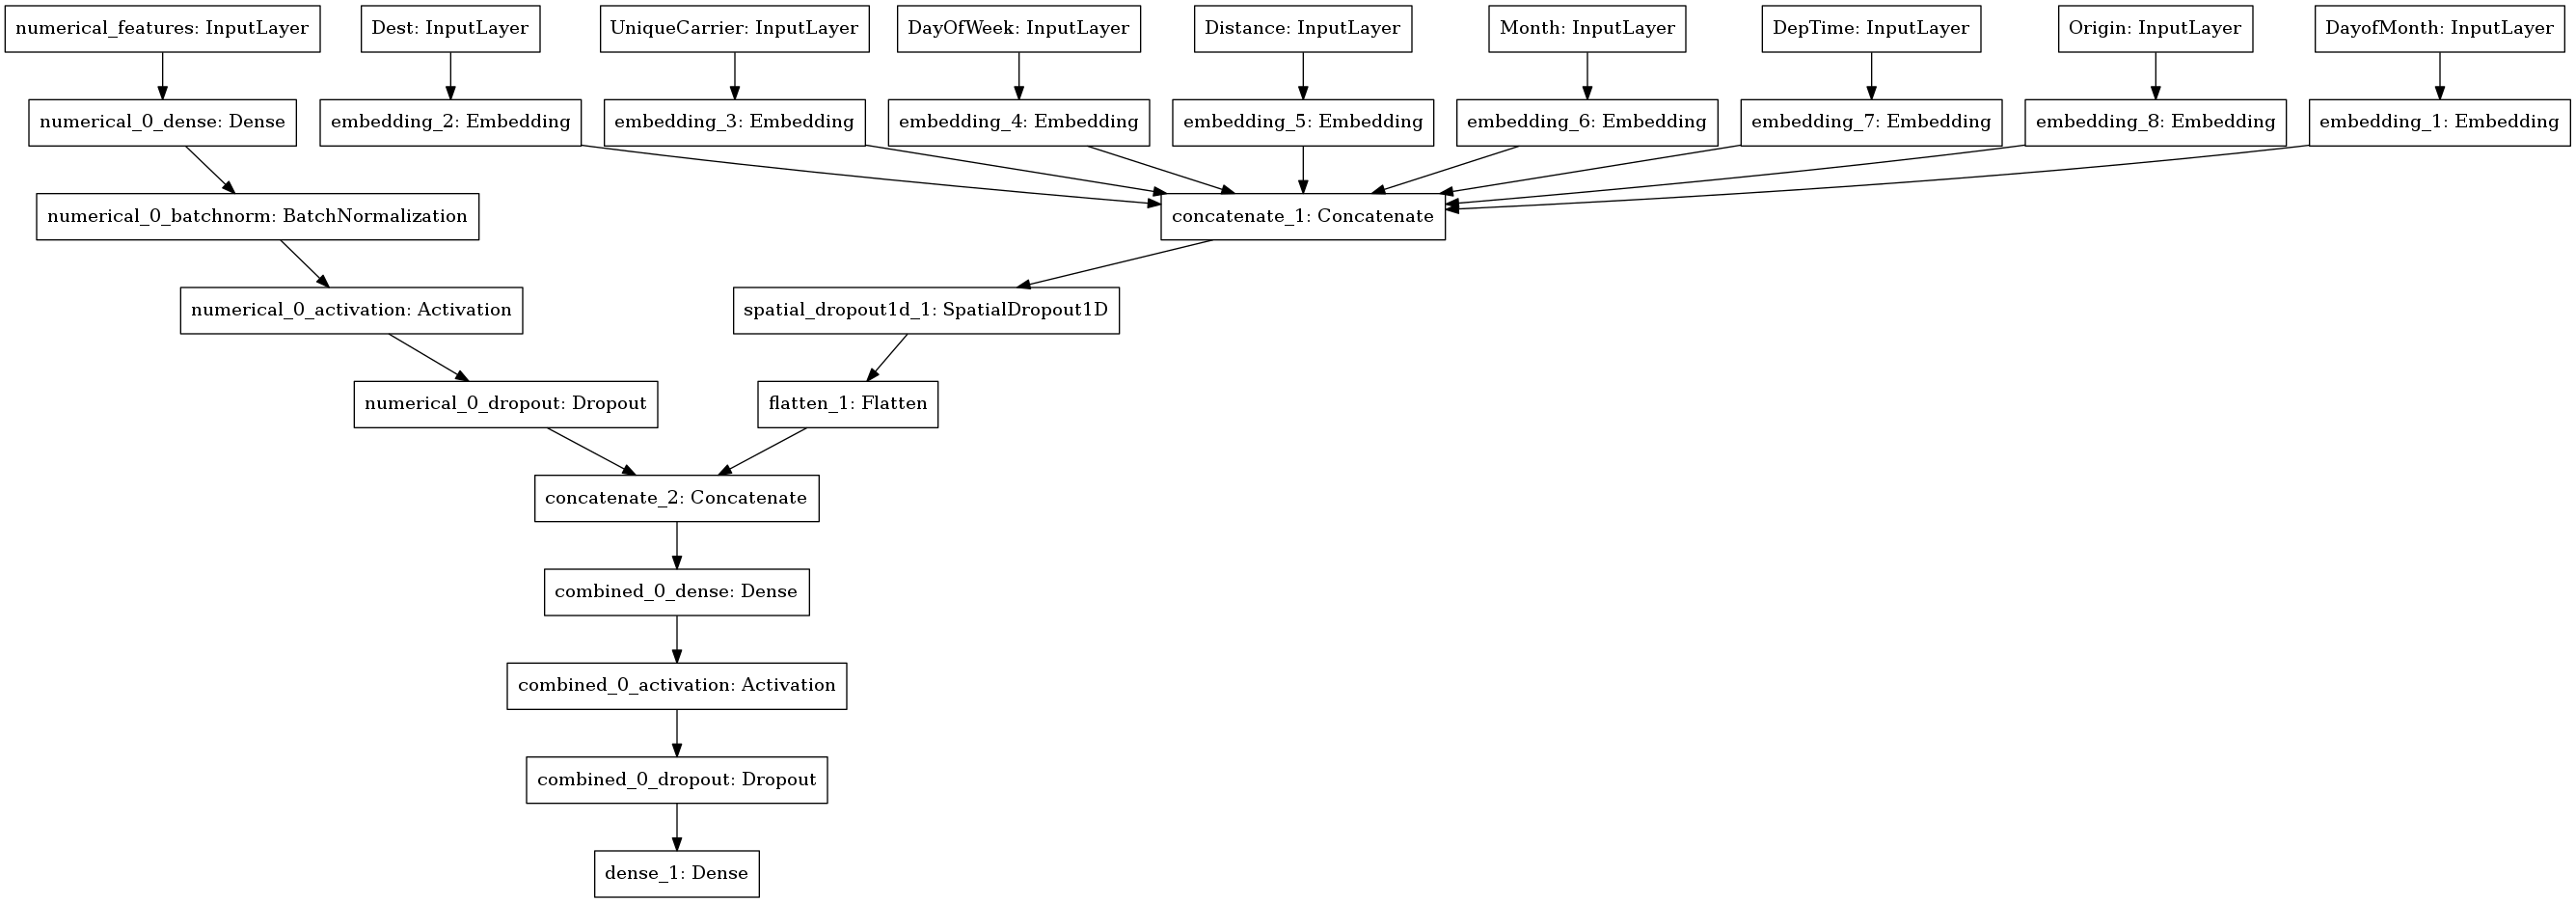 numerical_features: InputLayer
Dest: InputLayer
UniqueCarrier: InputLayer
DayOfWeek: InputLayer
Distance: InputLayer
Month: InputLayer
DepTime: InputLayer
Origin: InputLayer
DayofMonth: InputLayer
numerical_0_dense: Dense
embedding_2: Embedding
embedding_3: Embedding
embedding_4: Embedding
embedding_5: Embedding
embedding_6: Embedding
embedding_7: Embedding
embedding_8: Embedding
embedding_1: Embedding
numerical_0_batchnorm: BatchNormalization
concatenate_1: Concatenate
numerical_0_activation: Activation
spatial_dropout1d_1: SpatialDropout1D
numerical_0_dropout: Dropout
flatten_1: Flatten
concatenate_2: Concatenate
combined_0_dense: Dense
combined_0_activation: Activation
combined_0_dropout: Dropout
dense_1: Dense